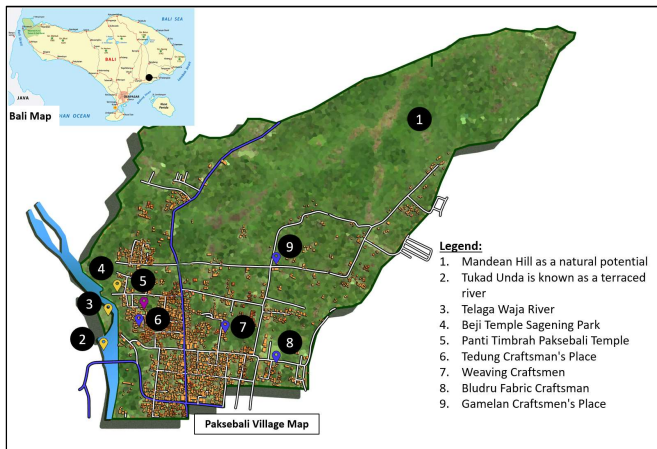 BALI SEA
BALI
JAVA
Bali Map
AN OCEAN
1
9
4
5
3
6
7
2
8
Legend:
1. Mandean Hill as a natural potential
2. Tukad Unda is known as a terraced
river
3. Telaga Waja River
4. Beji Temple Sagening Park
5. Panti Timbrah Paksebali Temple
6. Tedung Craftsman's Place
7. Weaving Craftsmen
8. Bludru Fabric Craftsman
9. Gamelan Craftsmen's Place
Paksebali Village Map